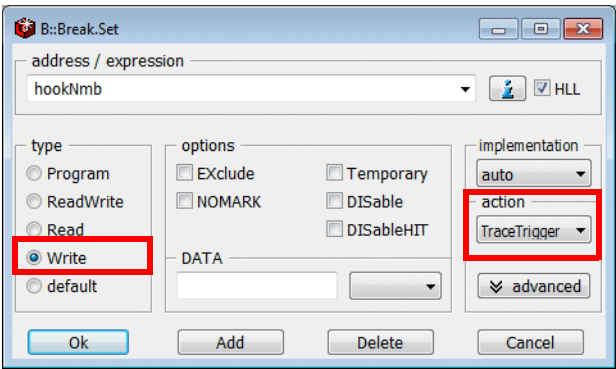 B::Break.Set
address / expression
hookNmb
i HLL
type
Program
ReadWrite
Read
Write
default
options
EXclude
NOMARK
Temporary
DISable
DISableHIT
DATA
implementation
auto
action
TraceTrigger
advanced
Ok Add Delete Cancel